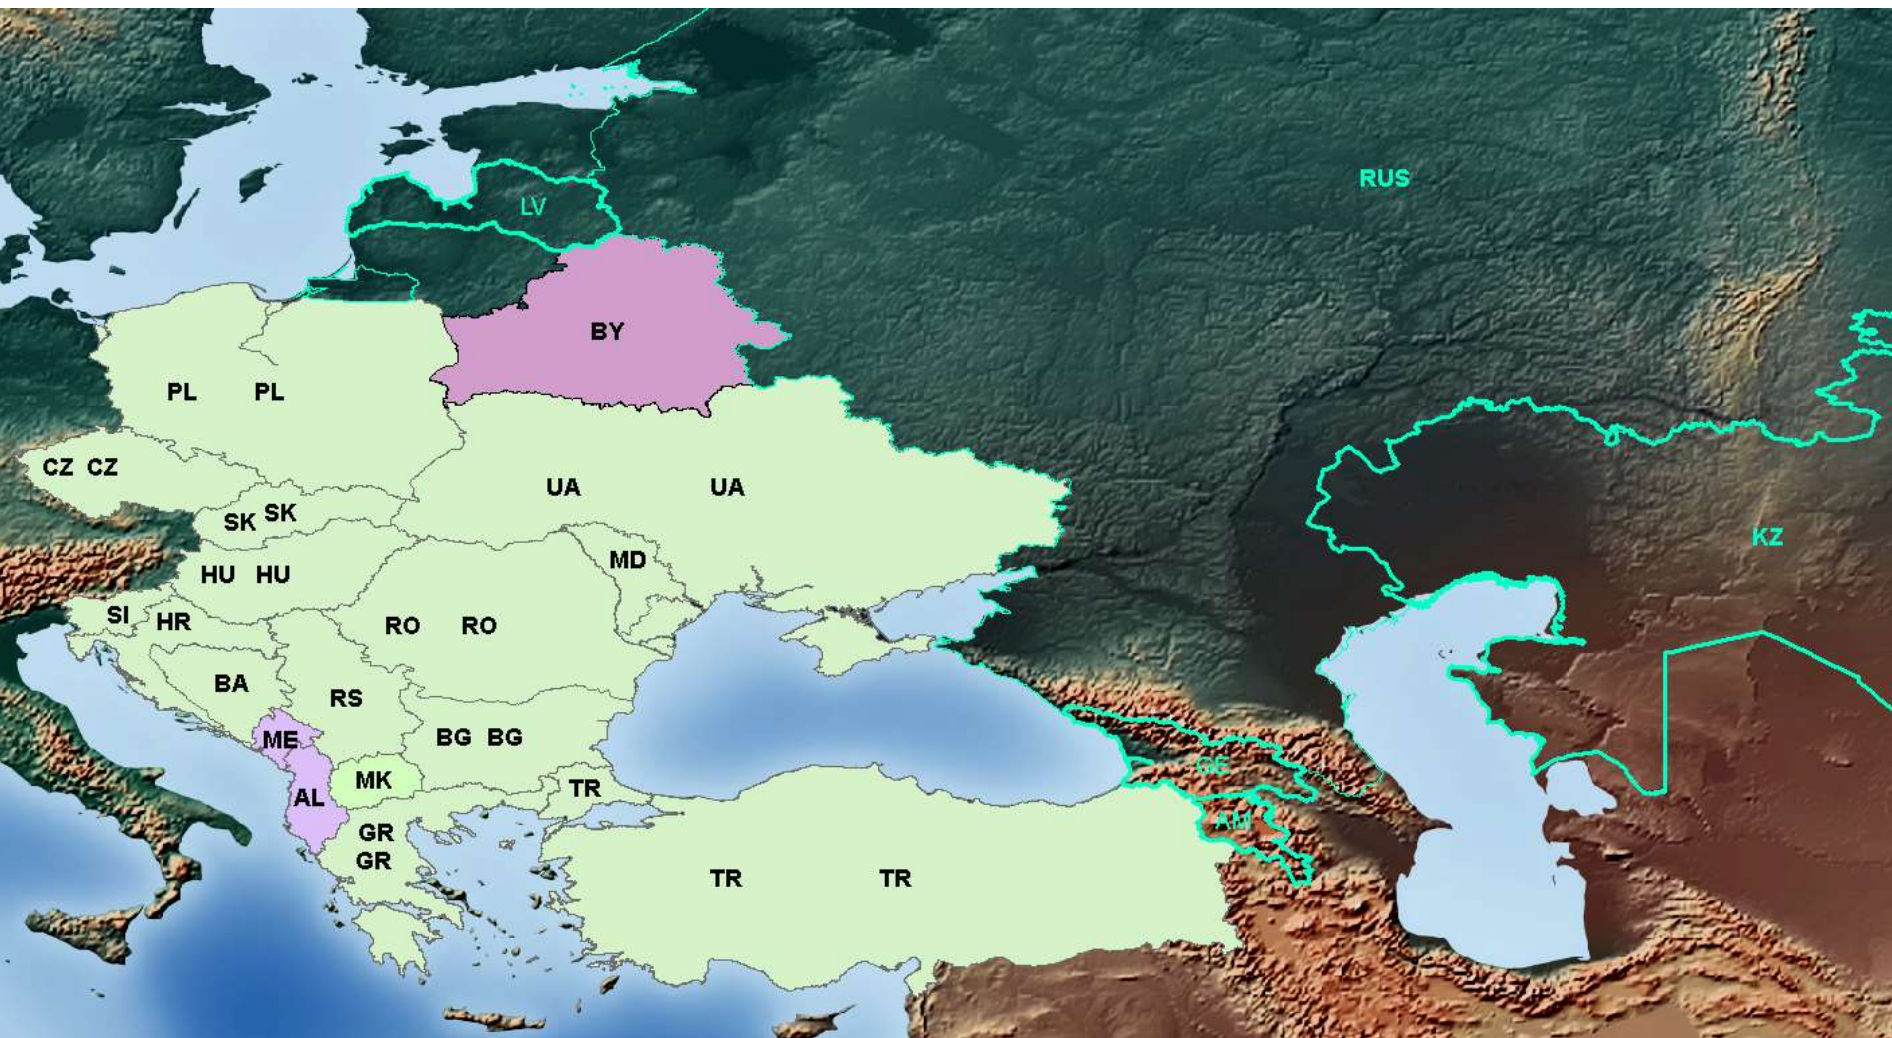 RUS
LV
BY
PL PL
CZ CZ
UA UA
SK SK
KZ
MD
HU HU
SI
HR
RO RO
BA
RS
ME
BG BG
GE
MK
TR
AL
AM
GR
GR
TR TR